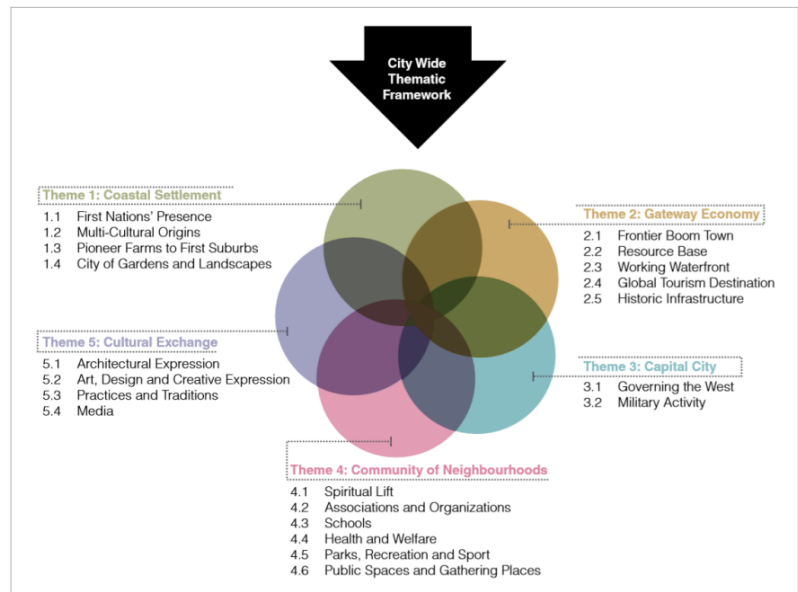 City Wide
Thematic
Framework
Theme 1: Coastal Settlement
1.1 First Nations' Presence
1.2 Multi-Cultural Origins
1.3 Pioneer Farms to First Suburbs
1.4 City of Gardens and Landscapes
Theme 2: Gateway Economy
2.1 Frontier Boom Town
2.2 Resource Base
2.3 Working Waterfront
2.4 Global Tourism Destination
2.5 Historic Infrastructure
Theme 5: Cultural Exchange
5.1 Architectural Expression
5.2 Art, Design and Creative Expression
5.3 Practices and Traditions
5.4 Media
Theme 3: Capital City
3.1 Governing the West
3.2 Military Activity
Theme 4: Community of Neighbourhoods
4.1 Spiritual Lift
4.2 Associations and Organizations
4.3 Schools
4.4 Health and Welfare
4.5 Parks, Recreation and Sport
4.6 Public Spaces and Gathering Places